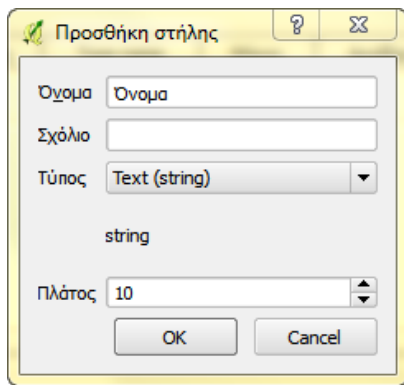 Προσθήκη στήλης
Όνομα Όνομα
Σχόλιο
Τύπος Text (string)
string
Πλάτος 10
OK Cancel